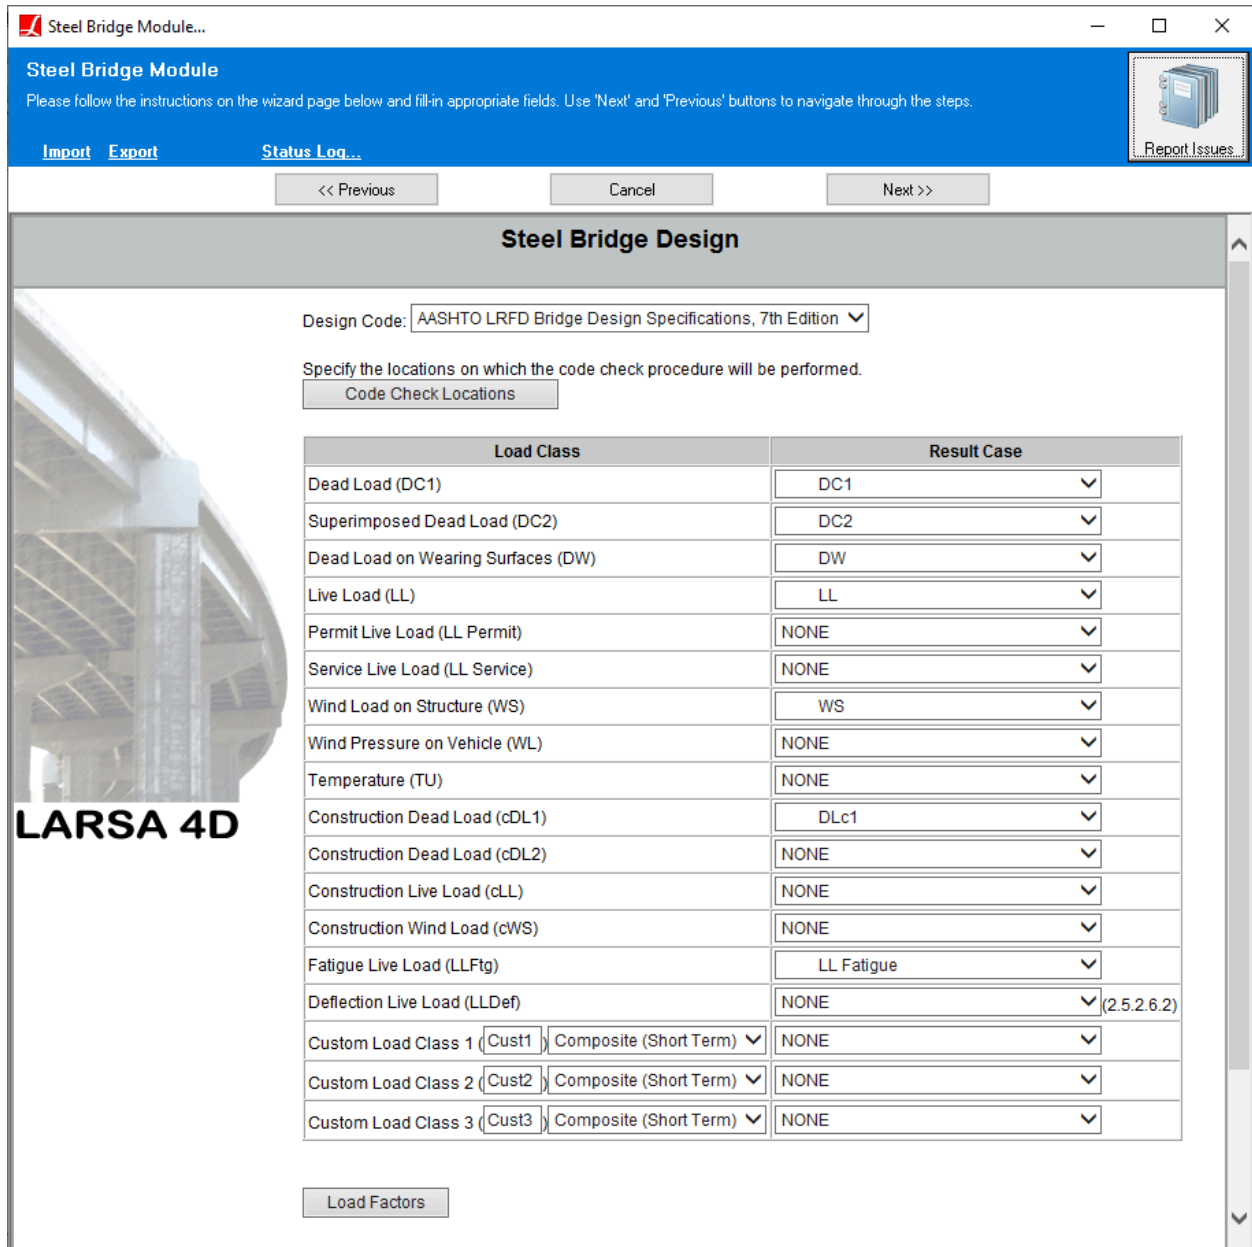 Steel Bridge Module...
Steel Bridge Module
Please follow the instructions on the wizard page below and fill-in appropriate fields. Use 'Next' and 'Previous' buttons to navigate through the steps.
Report Issues
Import Export Status Log...
<< Previous Cancel Next >>
Steel Bridge Design
Design Code: AASHTO LRFD Bridge Design Specifications, 7th Edition
Specify the locations on which the code check procedure will be performed.
Code Check Locations
Load Class Result Case
Dead Load (DC1) DC1
Superimposed Dead Load (DC2) DC2
Dead Load on Wearing Surfaces (DW) DW
Live Load (LL) LL
Permit Live Load (LL Permit) NONE
Service Live Load (LL Service) NONE
Wind Load on Structure (WS) WS
Wind Pressure on Vehicle (WL) NONE
Temperature (TU) NONE
LARSA 4D
Construction Dead Load (cDL1) DLc1
Construction Dead Load (cDL2) NONE
Construction Live Load (cLL) NONE
Construction Wind Load (cWS) NONE
Fatigue Live Load (LLFtg) LL Fatigue
Deflection Live Load (LLDef) NONE (2.5.2.6.2)
Custom Load Class 1 (Cust1) Composite (Short Term) NONE
Custom Load Class 2 (Cust2) Composite (Short Term) NONE
Custom Load Class 3 (Cust3) Composite (Short Term) NONE
Load Factors